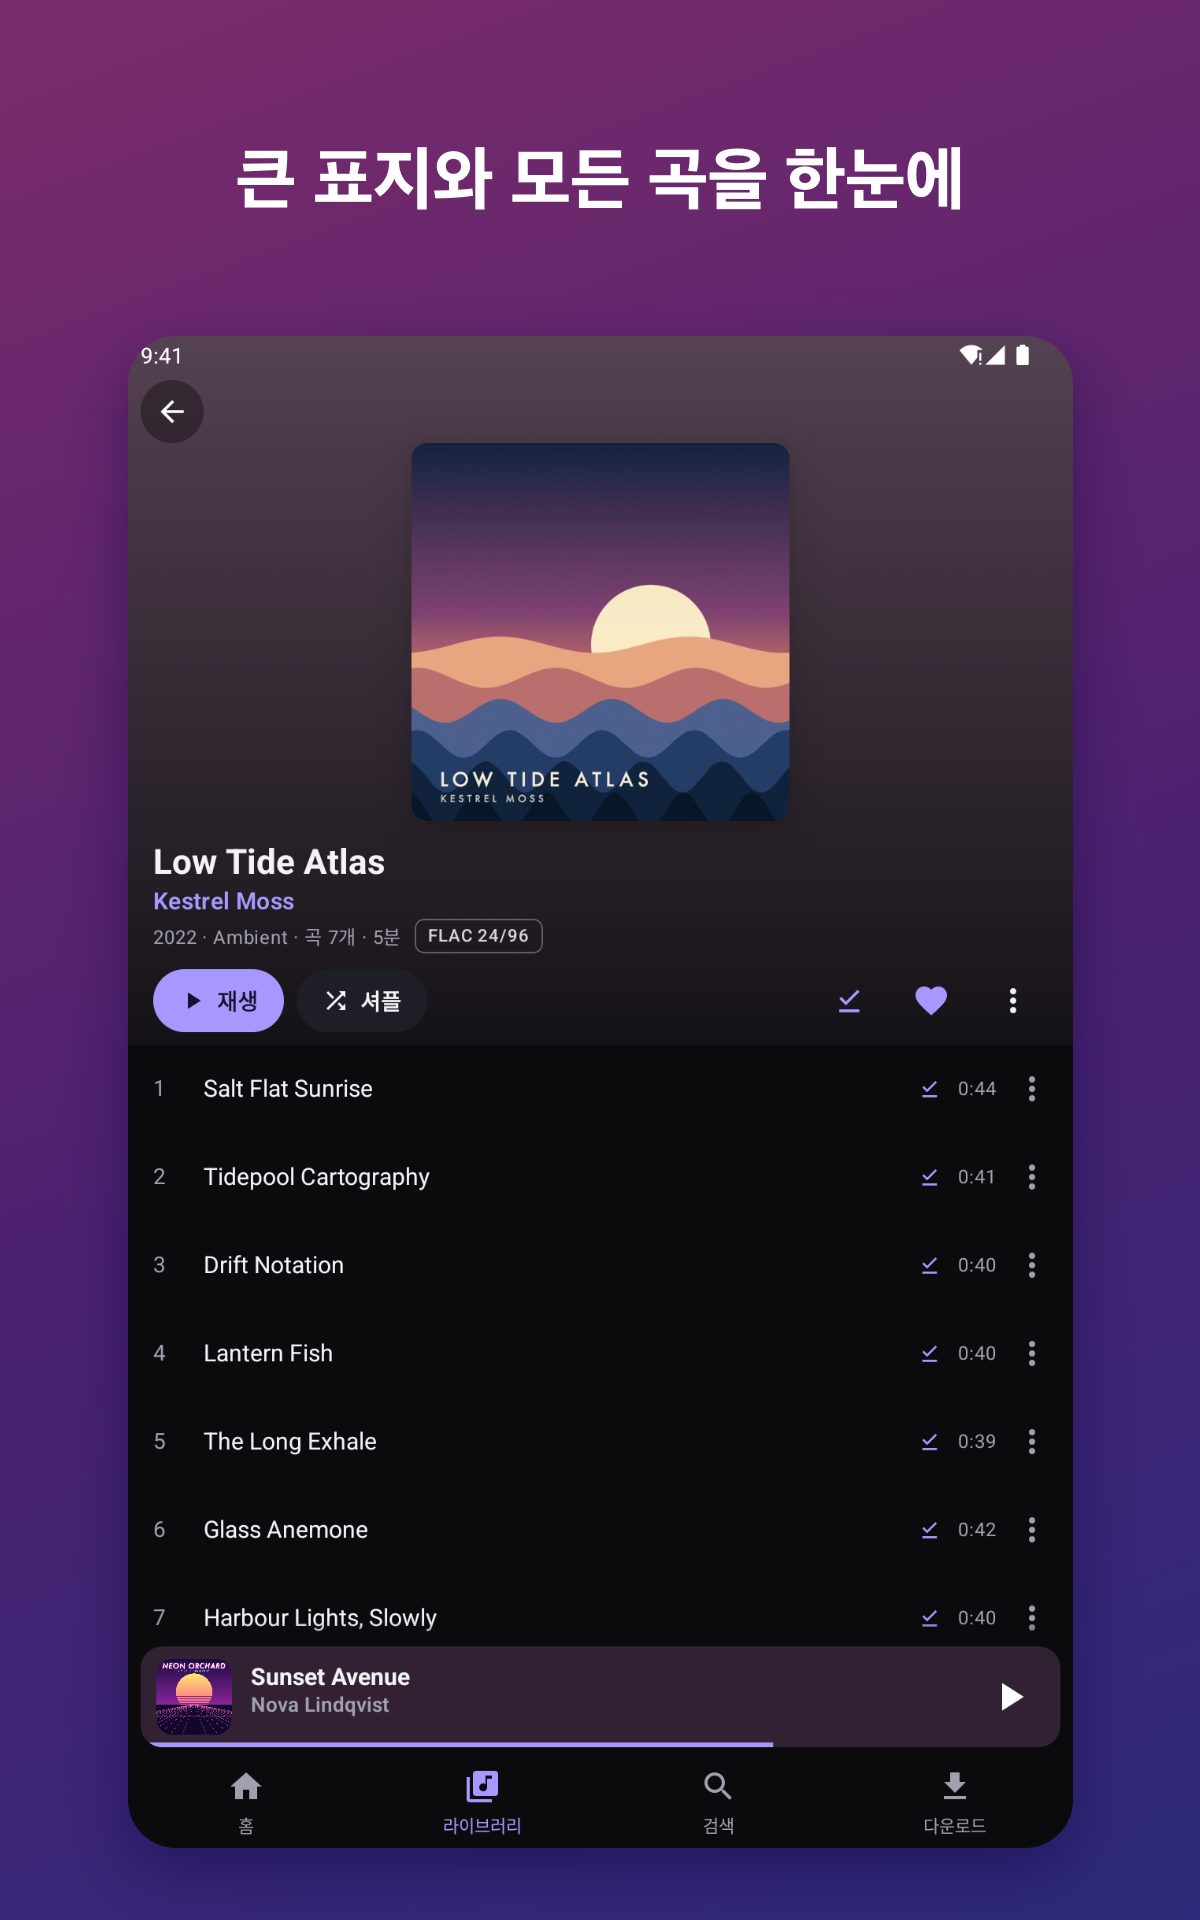 큰 표지와 모든 곡을 한눈에
9:41
LOW TIDE ATLAS
KESTREL MOSS
Low Tide Atlas
Kestrel Moss
2022 · Ambient · 곡 7개 · 5분 FLAC 24/96
재생 셔플
1 Salt Flat Sunrise 0:44
2 Tidepool Cartography 0:41
3 Drift Notation 0:40
4 Lantern Fish 0:40
5 The Long Exhale 0:39
6 Glass Anemone 0:42
7 Harbour Lights, Slowly 0:40
NEON ORCHARD
Sunset Avenue
Nova Lindqvist
홈 라이브러리 검색 다운로드